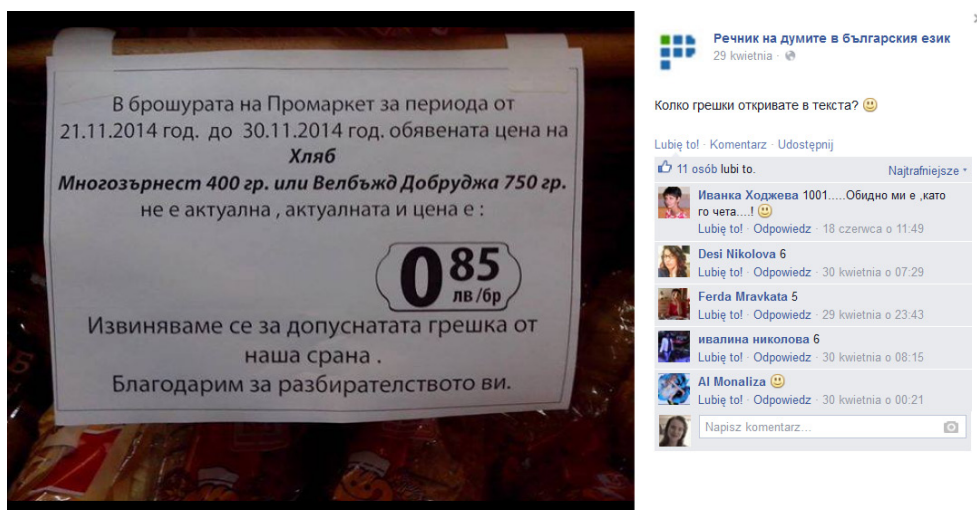 В брошурата на Промаркет за периода от
21.11.2014 год. до 30.11.2014 год. обявената цена на
Хляб
Многозърнест 400 гр. или Велбъжд Добруджа 750 гр.
не е актуална , актуалната и цена е :
0 85
лв/бр
Извиняваме се за допуснатата грешка от
наша срана .
Благодарим за разбирателството ви.
Речник на думите в българския език
29 kwietnia ·
Колко грешки откривате в текста?
Lubię to! · Komentarz · Udostępnij
11 osób lubi to.
Najtrafniejsze
Иванка Ходжева 1001.....Обидно ми е ,като
го чета....!
Lubię to! · Odpowiedz · 18 czerwca o 11:49
Desi Nikolova 6
Lubię to! · Odpowiedz · 30 kwietnia o 07:29
Ferda Mravkata 5
Lubię to! · Odpowiedz · 29 kwietnia o 23:43
ивалина николова 6
Lubię to! · Odpowiedz · 30 kwietnia o 08:15
Al Monaliza
Lubię to! · Odpowiedz · 30 kwietnia o 00:21
Napisz komentarz...